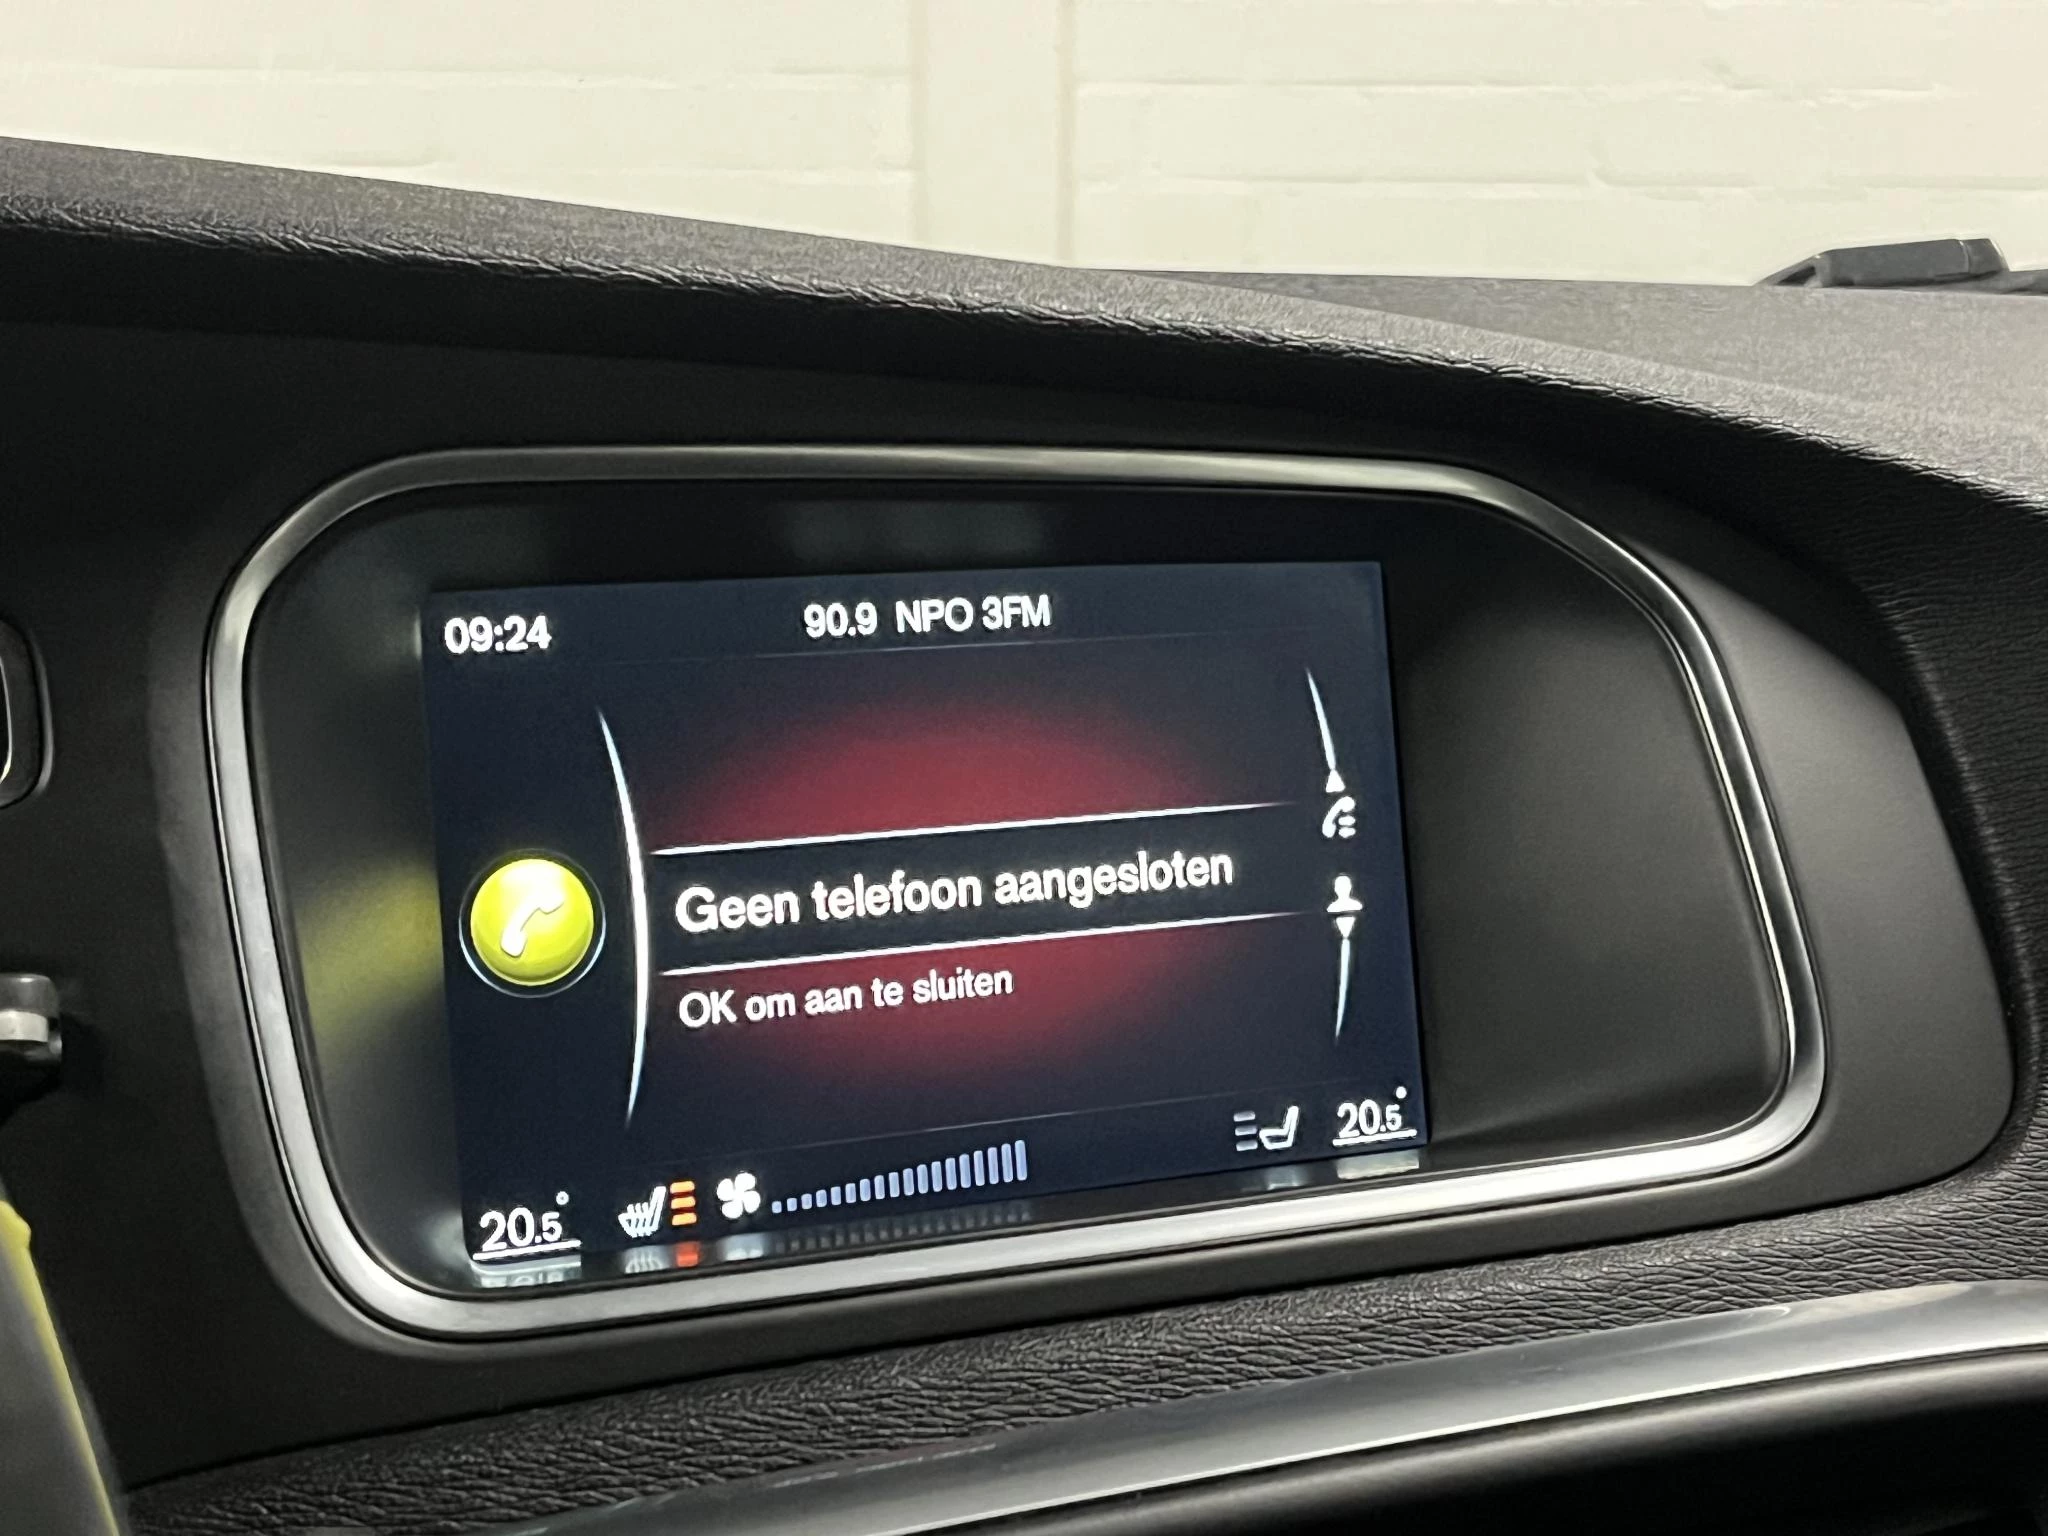 09:24
90.9 NPO 3FM
Geen telefoon aangesloten
OK om aan te sluiten
20.5°
20.5°